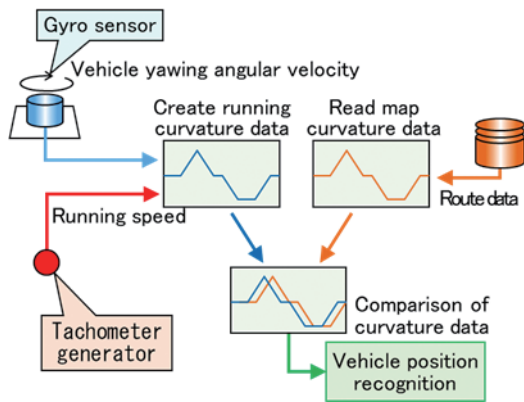 Gyro sensor
Vehicle yawing angular velocity
Create running
curvature data
Read map
curvature data
Route data
Running speed
Tachometer
generator
Comparison of
curvature data
Vehicle position
recognition